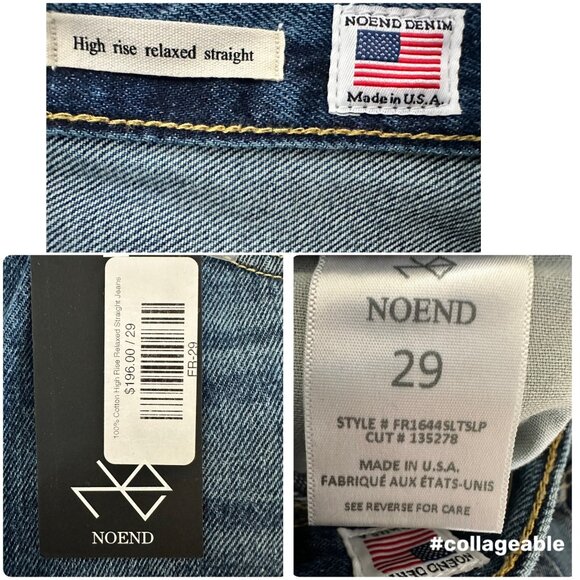 High rise relaxed straight
NOEND DENIM
Made in U.S.A.
100% Cotton High Rise Relaxed Straight Jeans
$196.00 / 29
FR-29
NOEND
NOEND
29
STYLE # FR1644SLTSLP
CUT # 135278
MADE IN U.S.A.
FABRIQUÉ AUX ÉTATS-UNIS
SEE REVERSE FOR CARE
NOEND DENIM
#collageable